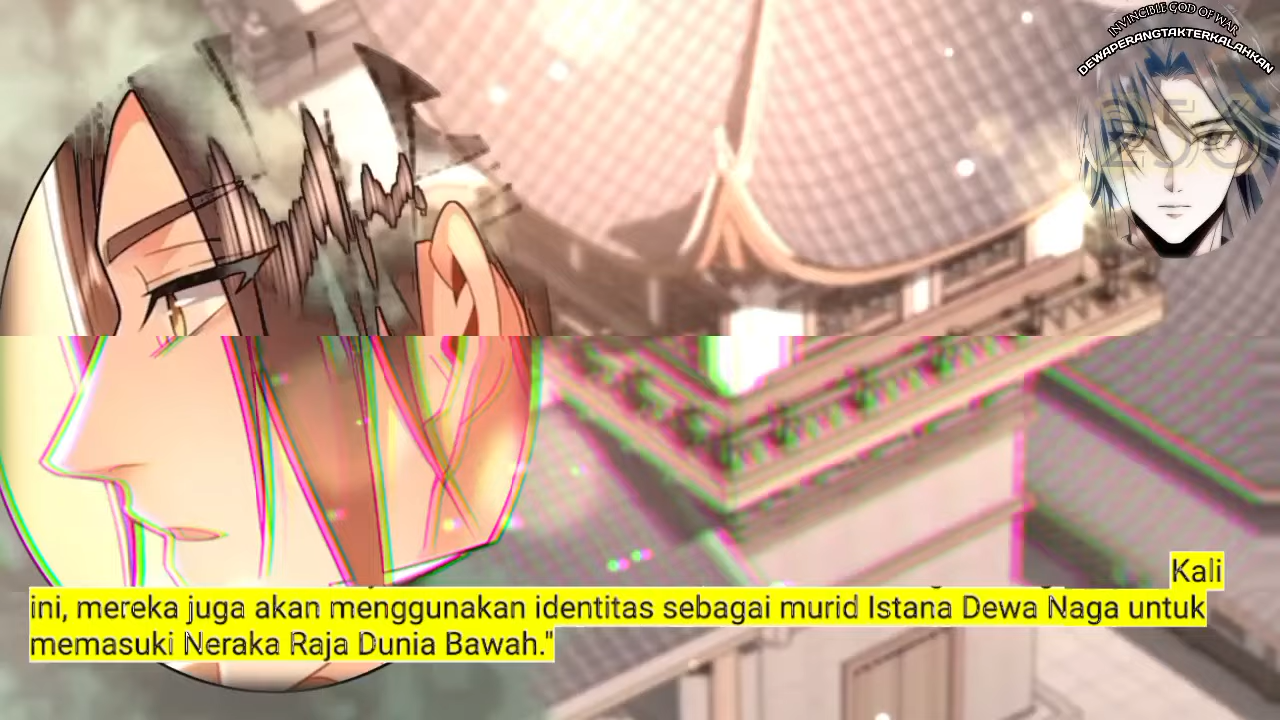 INVINCIBLE GOD OF WAR
DEWAPERANGTAKTERKALAHKAN
256
Kali
ini, mereka juga akan menggunakan identitas sebagai murid Istana Dewa Naga untuk
memasuki Neraka Raja Dunia Bawah."